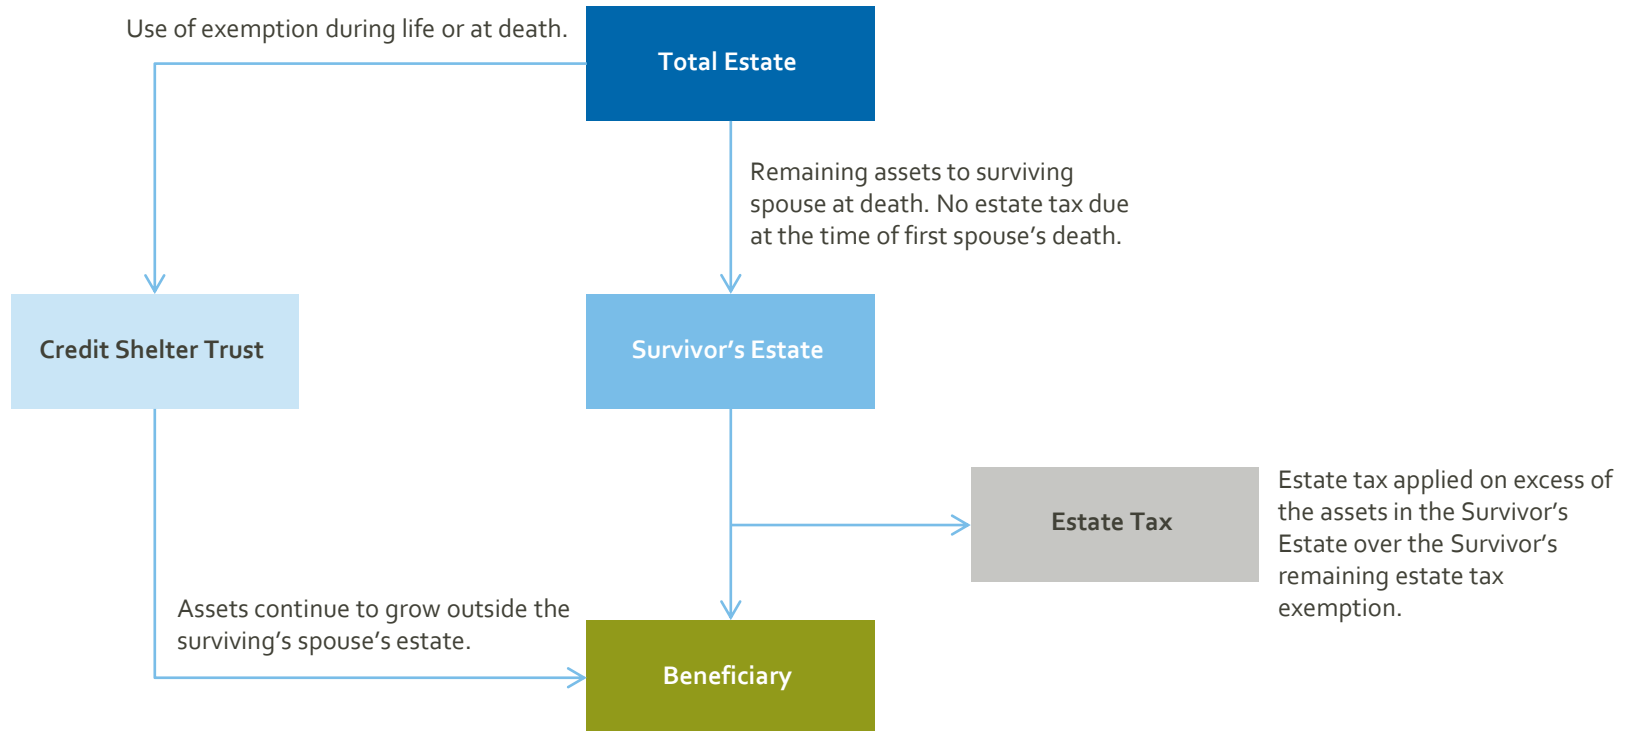 Use of exemption during life or at death.
Total Estate
Remaining assets to surviving
spouse at death. No estate tax due
at the time of first spouse’s death.
Credit Shelter Trust
Survivor’s Estate
Estate Tax
Estate tax applied on excess of
the assets in the Survivor’s
Estate over the Survivor’s
remaining estate tax
exemption.
Assets continue to grow outside the
surviving’s spouse’s estate.
Beneficiary